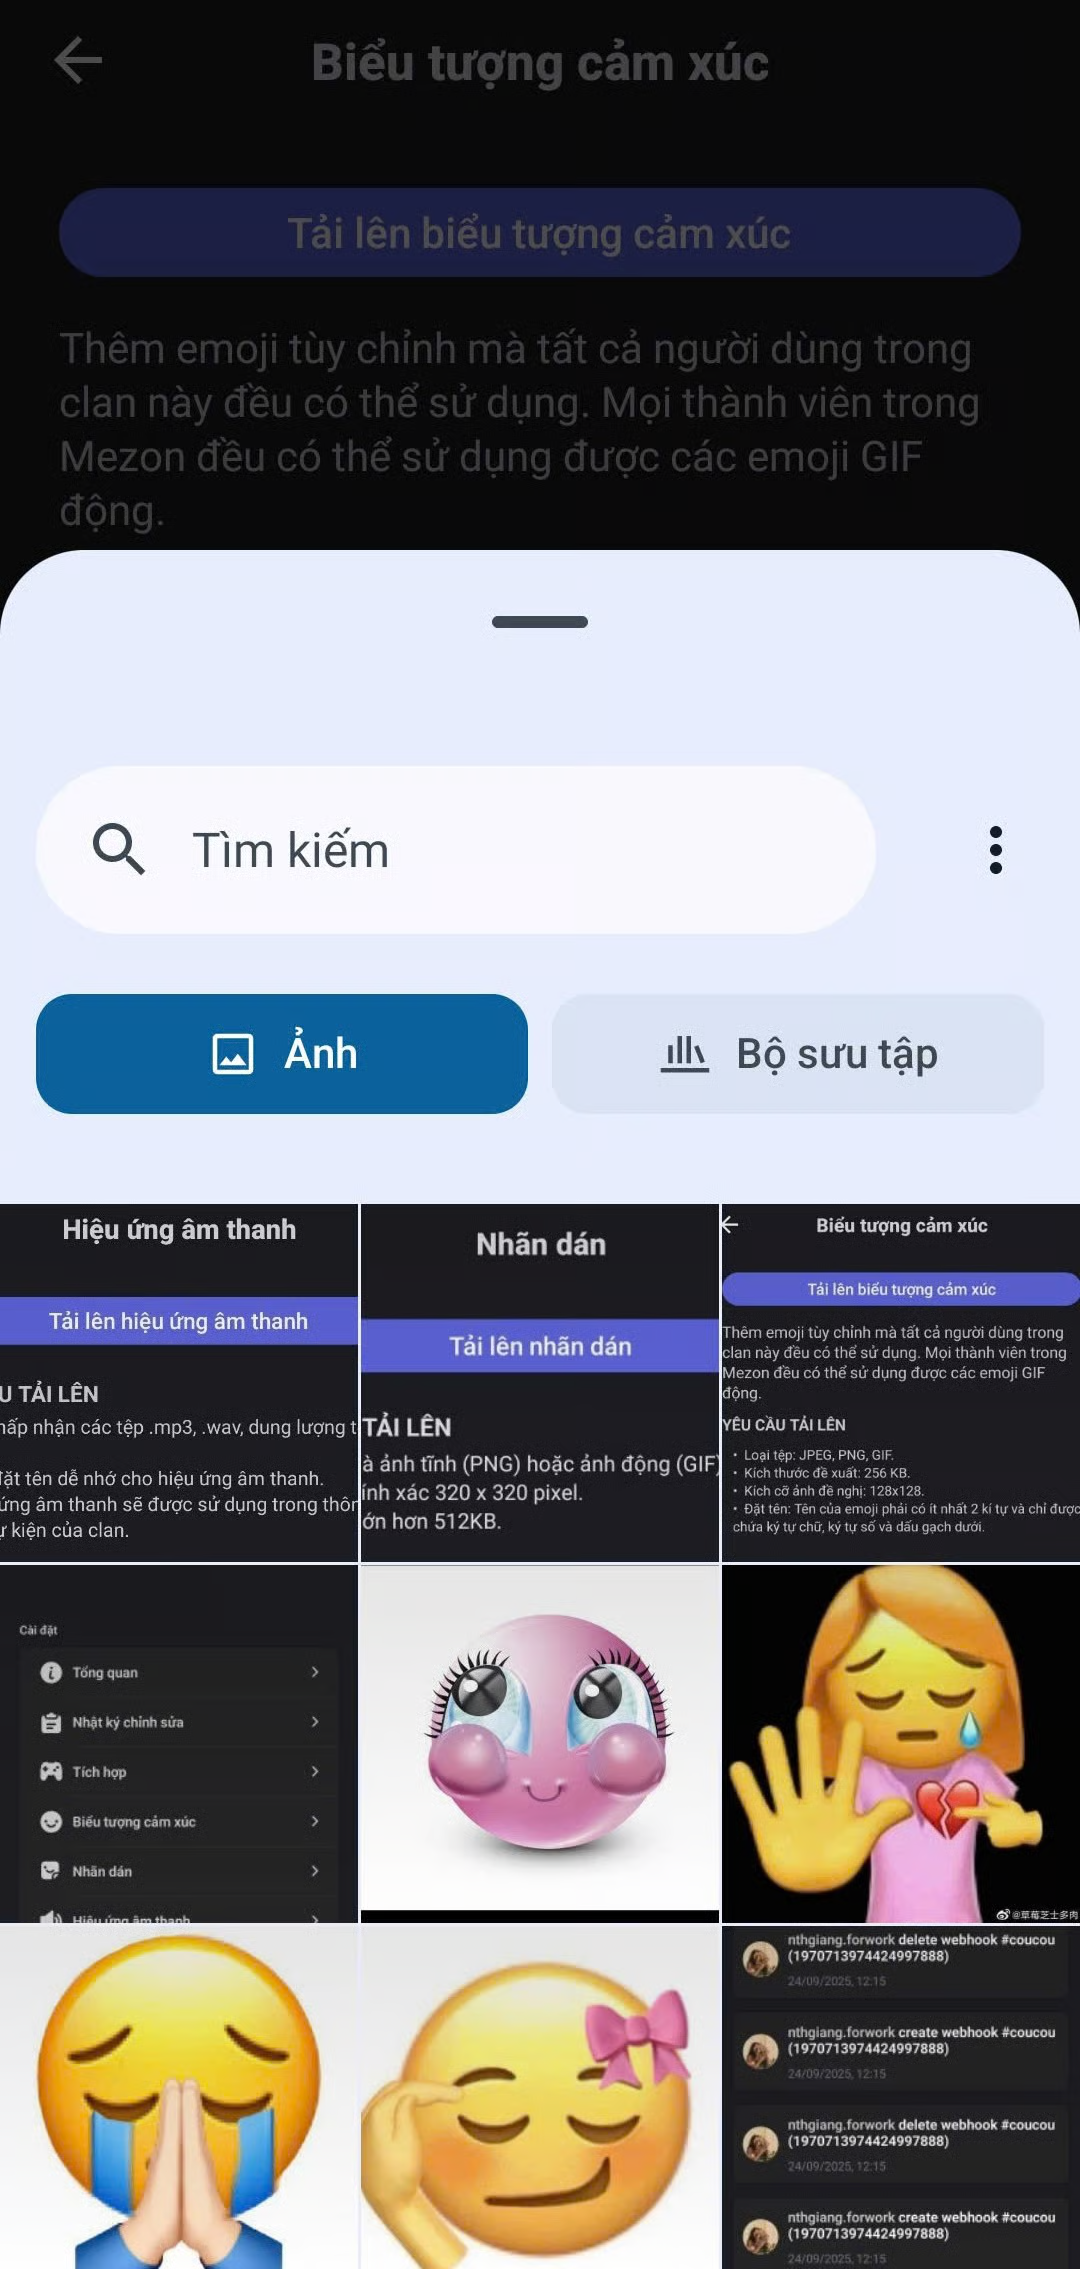 Biểu tượng cảm xúc
Tải lên biểu tượng cảm xúc
Thêm emoji tùy chỉnh mà tất cả người dùng trong
clan này đều có thể sử dụng. Mọi thành viên trong
Mezon đều có thể sử dụng được các emoji GIF
động.
Tìm kiếm
Ảnh
Bộ sưu tập
Hiệu ứng âm thanh
Tải lên hiệu ứng âm thanh
U TẢI LÊN
hấp nhận các tệp .mp3, .wav, dung lượng t
đặt tên dễ nhớ cho hiệu ứng âm thanh.
ứng âm thanh sẽ được sử dụng trong thôn
ự kiện của clan.
Nhãn dán
Tải lên nhãn dán
TẢI LÊN
à ảnh tĩnh (PNG) hoặc ảnh động (GIF)
ính xác 320 x 320 pixel.
ớn hơn 512KB.
Biểu tượng cảm xúc
Tải lên biểu tượng cảm xúc
Thêm emoji tùy chỉnh mà tất cả người dùng trong
clan này đều có thể sử dụng. Mọi thành viên trong
Mezon đều có thể sử dụng được các emoji GIF
động.
YÊU CẦU TẢI LÊN
• Loại tệp: JPEG, PNG, GIF.
• Kích thước đề xuất: 256 KB.
• Kích cỡ ảnh đề nghị: 128x128.
• Đặt tên: Tên của emoji phải có ít nhất 2 kí tự và chỉ được
chứa ký tự chữ, ký tự số và dấu gạch dưới.
Cài đặt
Tổng quan
Nhật ký chỉnh sửa
Tích hợp
Biểu tượng cảm xúc
Nhãn dán
Hiệu ứng âm thanh
@草莓芝士多肉
nthgiang.forwork delete webhook #coucou
(1970713974424997888)
24/09/2025, 12:15
nthgiang.forwork create webhook #coucou
(1970713974424997888)
24/09/2025, 12:15
nthgiang.forwork delete webhook #coucou
(1970713974424997888)
24/09/2025, 12:15
nthgiang.forwork create webhook #coucou
(1970713974424997888)
24/09/2025, 12:15